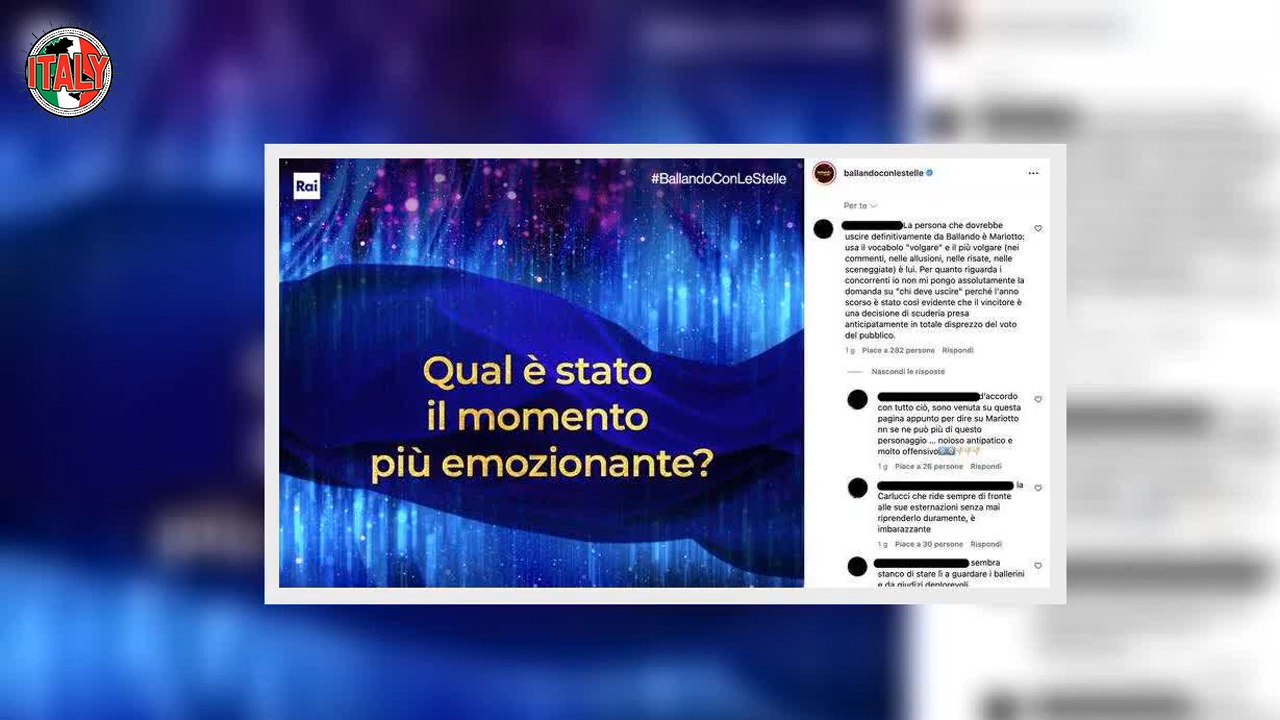 ITALY
Rai
#BallandoConLeStelle
Qual è stato
il momento
più emozionante?
ballandoconlestelle
Per te
La persona che dovrebbe
uscire definitivamente da Ballando è Mariotto:
usa il vocabolo "volgare" e il più volgare (nei
commenti, nelle allusioni, nelle risate, nelle
sceneggiate) è lui. Per quanto riguarda i
concorrenti io non mi pongo assolutamente la
domanda su "chi deve uscire" perché l'anno
scorso è stato così evidente che il vincitore è
una decisione di scuderia presa
anticipatamente in totale disprezzo del voto
del pubblico.
1 g Piace a 282 persone Rispondi
Nascondi le risposte
d'accordo
con tutto ciò, sono venuta su questa
pagina appunto per dire su Mariotto
nn se ne può più di questo
personaggio ... noioso antipatico e
molto offensivo
1 g Piace a 26 persone Rispondi
la
Carlucci che ride sempre di fronte
alle sue esternazioni senza mai
riprenderlo duramente, è
imbarazzante
1 g Piace a 30 persone Rispondi
sembra
stanco di stare lì a guardare i ballerini
e da giudizi deplorevoli